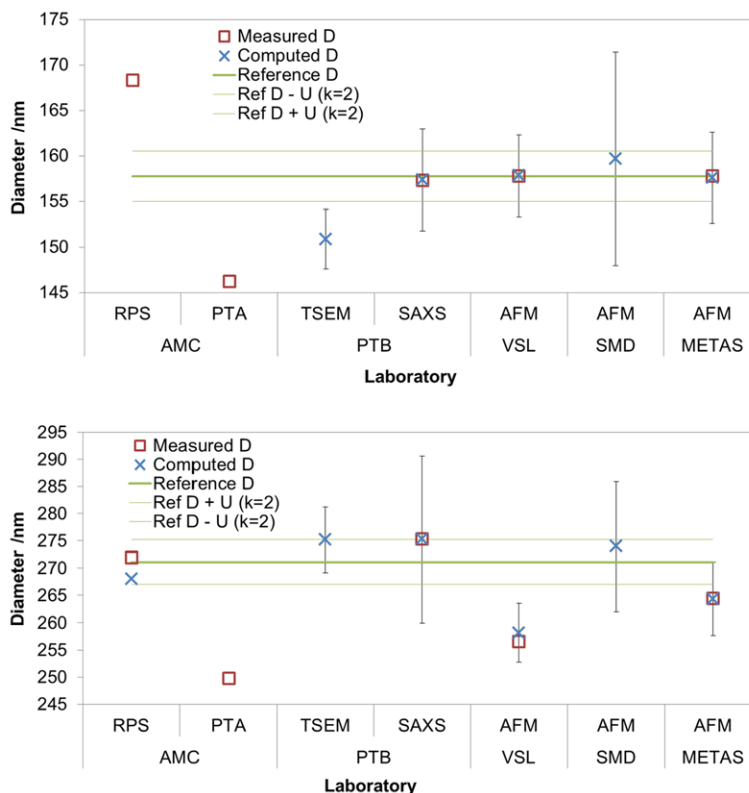 175
170
165
160
155
150
145
Diameter /nm
Measured D
Computed D
Reference D
Ref D - U (k=2)
Ref D + U (k=2)
RPS PTA TSEM SAXS AFM AFM AFM
AMC PTB VSL SMD METAS
Laboratory
295
290
285
280
275
270
265
260
255
250
245
Diameter /nm
Measured D
Computed D
Reference D
Ref D + U (k=2)
Ref D - U (k=2)
RPS PTA TSEM SAXS AFM AFM AFM
AMC PTB VSL SMD METAS
Laboratory